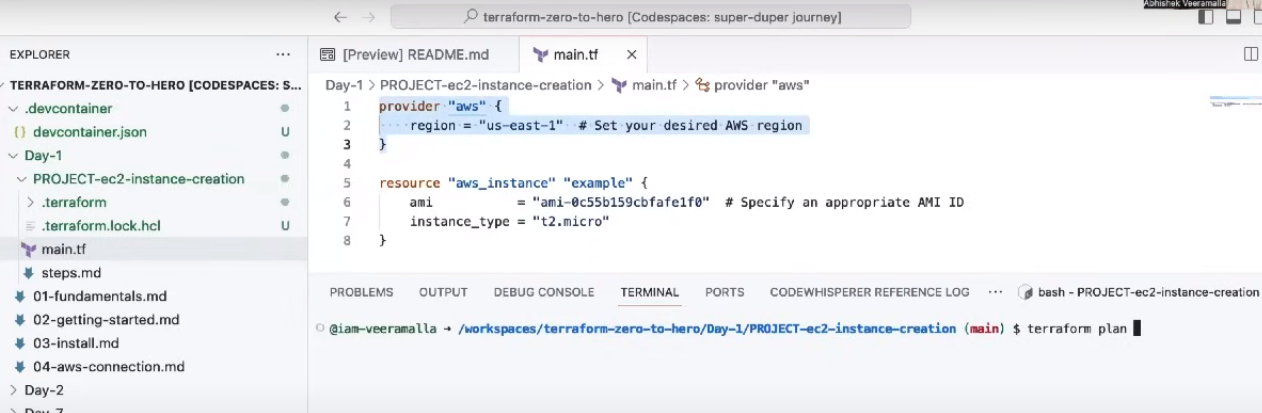 Abhishek Veeramalla
terraform-zero-to-hero [Codespaces: super-duper journey]
EXPLORER
TERRAFORM-ZERO-TO-HERO [CODESPACES: S...
.devcontainer
{} devcontainer.json U
Day-1
PROJECT-ec2-instance-creation
.terraform
.terraform.lock.hcl U
main.tf
steps.md
01-fundamentals.md
02-getting-started.md
03-install.md
04-aws-connection.md
Day-2
Day-7
[Preview] README.md
main.tf
Day-1 > PROJECT-ec2-instance-creation > main.tf > provider "aws"
1 provider "aws" {
2 region = "us-east-1" # Set your desired AWS region
3 }
4
5 resource "aws_instance" "example" {
6 ami = "ami-0c55b159cbfafe1f0" # Specify an appropriate AMI ID
7 instance_type = "t2.micro"
8 }
PROBLEMS OUTPUT DEBUG CONSOLE TERMINAL PORTS CODEWHISPERER REFERENCE LOG ... bash - PROJECT-ec2-instance-creation
@iam-veeramalla → /workspaces/terraform-zero-to-hero/Day-1/PROJECT-ec2-instance-creation (main) $ terraform plan